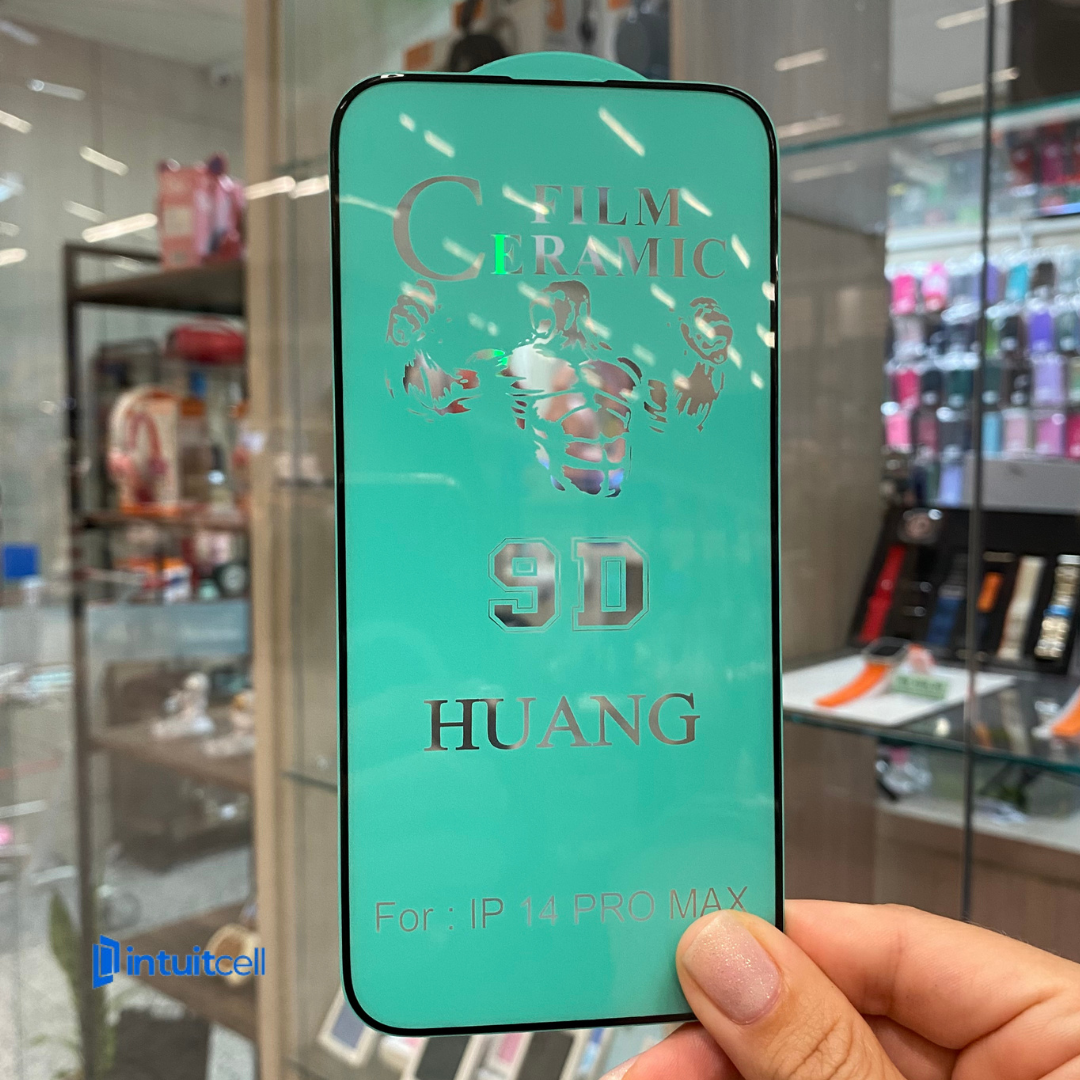 FILM
CERAMIC
9D
HUANG
For : IP 14 PRO MAX
intuitcell